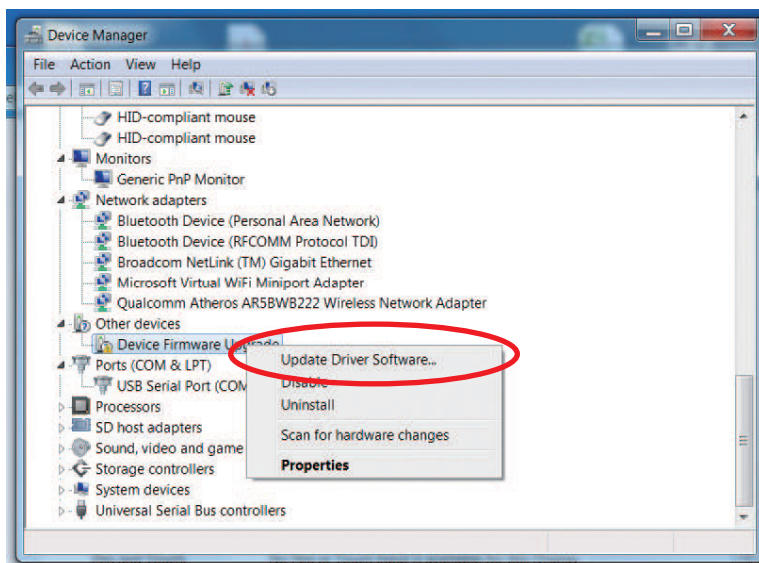 Device Manager
File Action View Help
HID-compliant mouse
HID-compliant mouse
Monitors
Generic PnP Monitor
Network adapters
Bluetooth Device (Personal Area Network)
Bluetooth Device (RFCOMM Protocol TDI)
Broadcom NetLink (TM) Gigabit Ethernet
Microsoft Virtual WiFi Miniport Adapter
Qualcomm Atheros AR5BWB222 Wireless Network Adapter
Other devices
Device Firmware Upgrade
Update Driver Software...
Ports (COM & LPT)
USB Serial Port (COM
Disable
Processors
Uninstall
SD host adapters
Scan for hardware changes
Sound, video and game
Storage controllers
Properties
System devices
Universal Serial Bus controllers